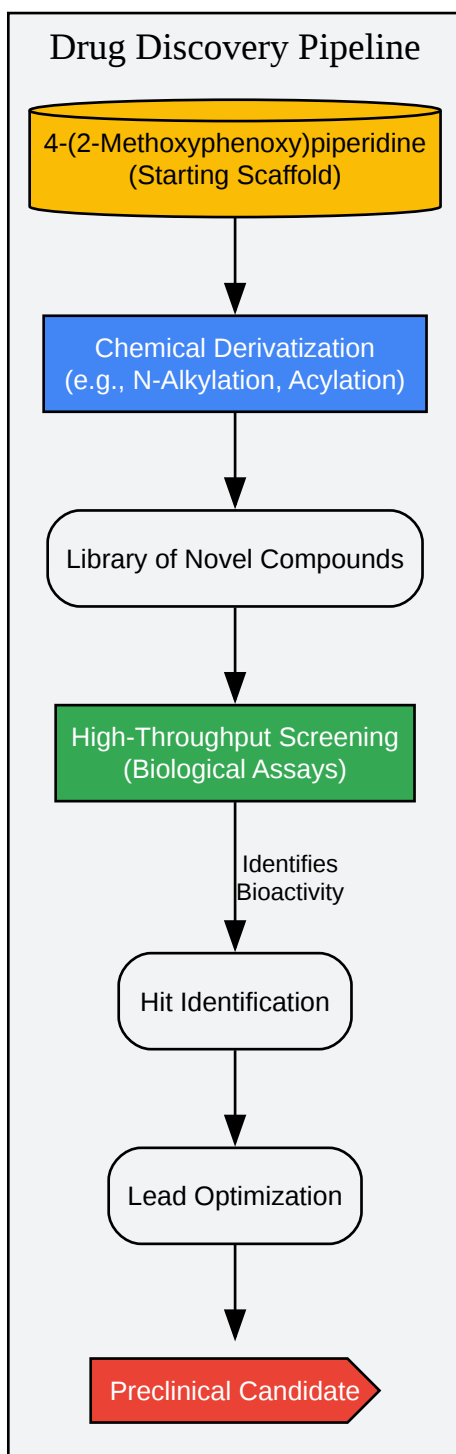 Drug Discovery Pipeline
4-(2-Methoxyphenoxy)piperidine
(Starting Scaffold)
Chemical Derivatization
(e.g., N-Alkylation, Acylation)
Library of Novel Compounds
High-Throughput Screening
(Biological Assays)
Identifies
Bioactivity
Hit Identification
Lead Optimization
Preclinical Candidate